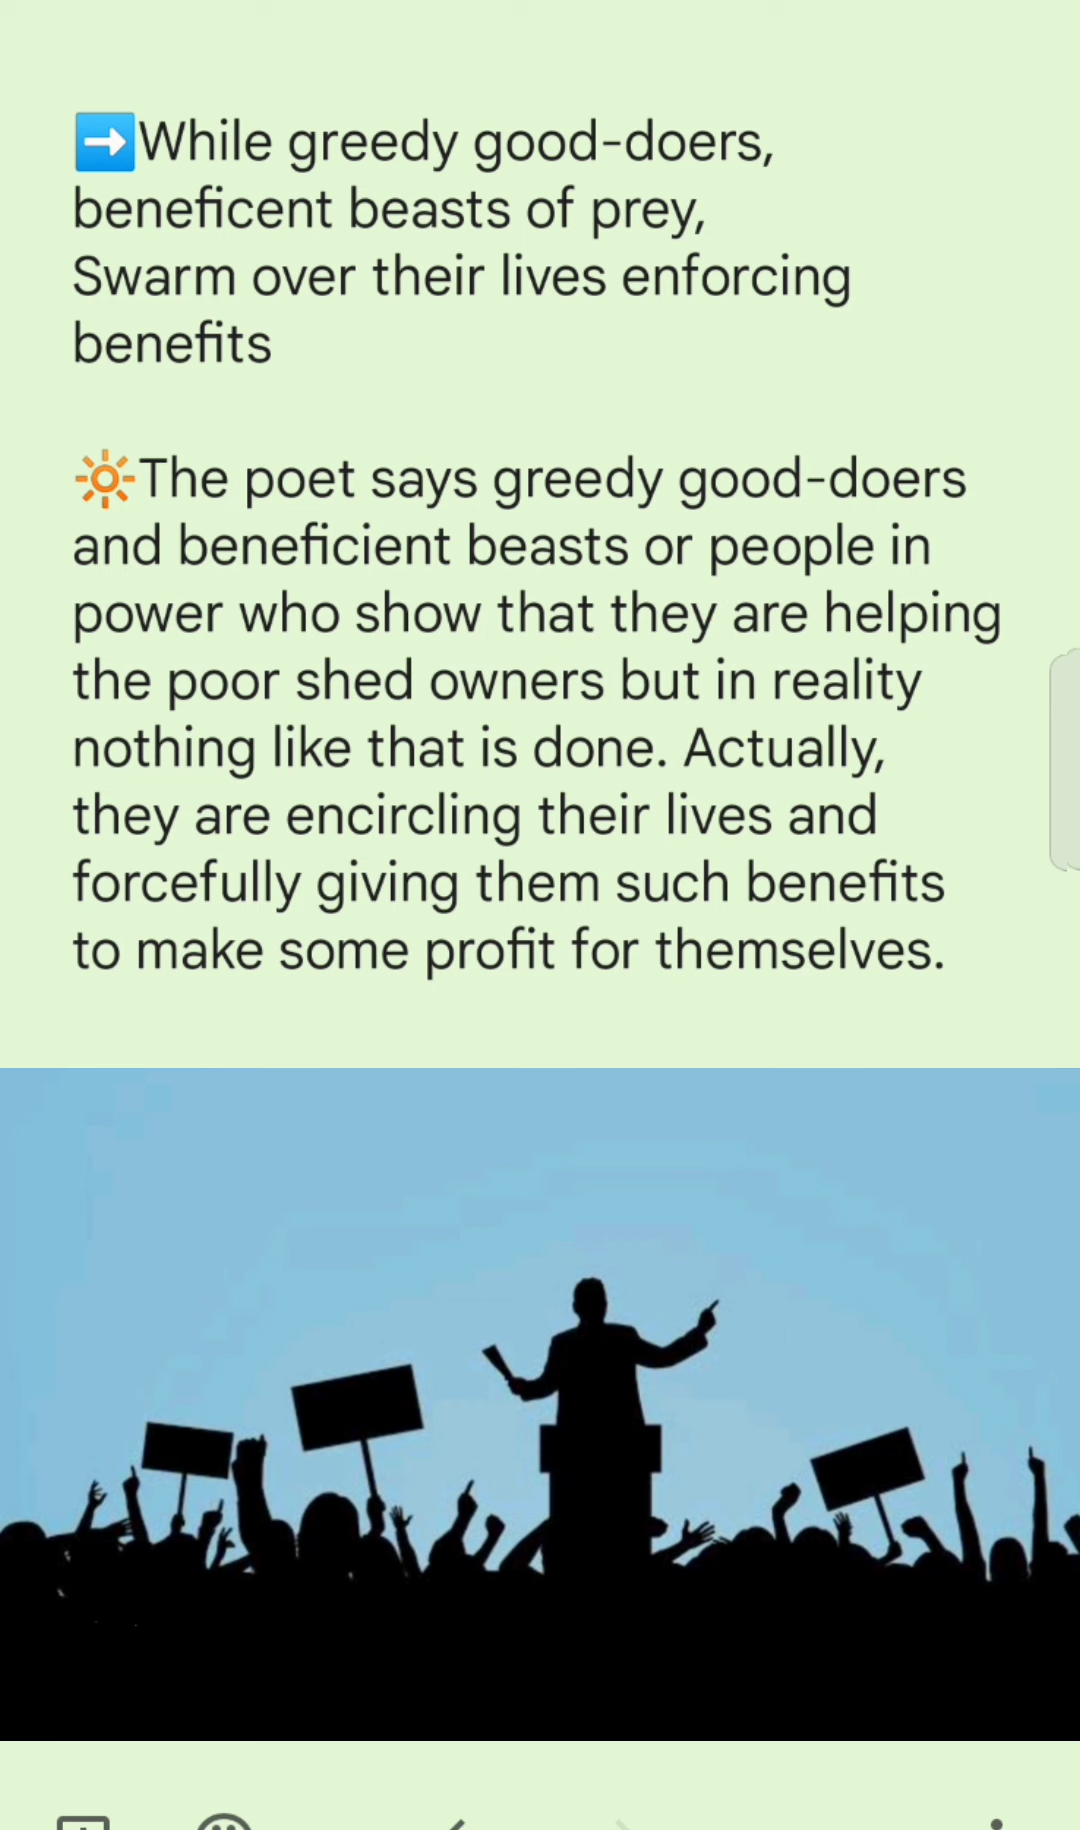 ➡️While greedy good-doers,
beneficent beasts of prey,
Swarm over their lives enforcing
benefits
🔆The poet says greedy good-doers
and beneficient beasts or people in
power who show that they are helping
the poor shed owners but in reality
nothing like that is done. Actually,
they are encircling their lives and
forcefully giving them such benefits
to make some profit for themselves.